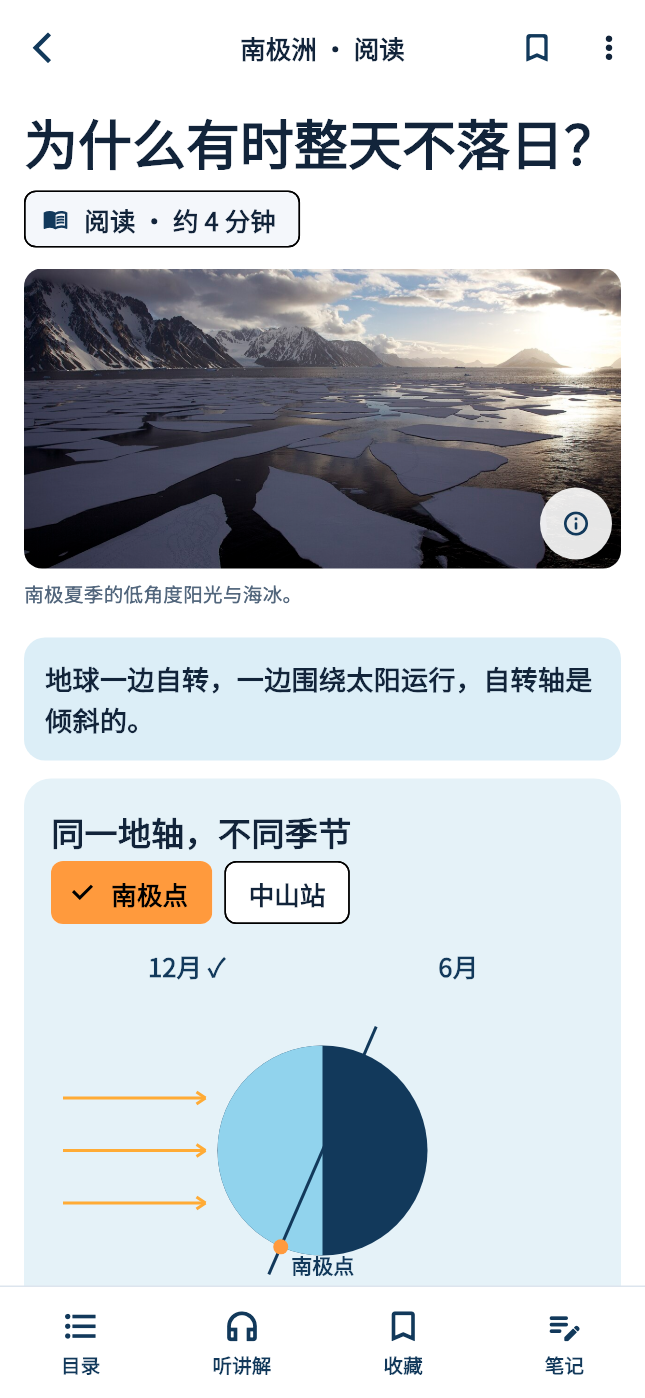 南极洲 · 阅读
为什么有时整天不落日？
阅读 · 约 4 分钟
南极夏季的低角度阳光与海冰。
地球一边自转，一边围绕太阳运行，自转轴是
倾斜的。
同一地轴，不同季节
南极点
中山站
12月 ✓
6月
南极点
目录
听讲解
收藏
笔记